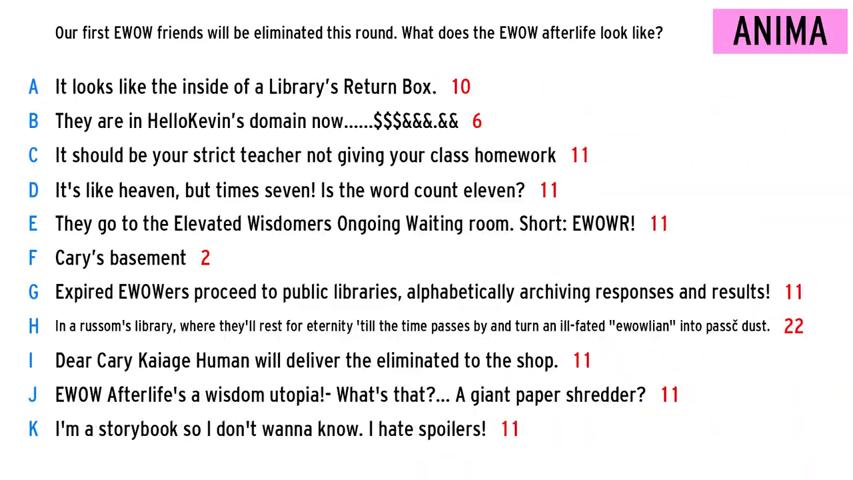 Our first EWOW friends will be eliminated this round. What does the EWOW afterlife look like?
ANIMA
A It looks like the inside of a Library's Return Box. 10
B They are in HelloKevin's domain now......$$$&&&.&& 6
C It should be your strict teacher not giving your class homework 11
D It's like heaven, but times seven! Is the word count eleven? 11
E They go to the Elevated Wisdomers Ongoing Waiting room. Short: EWOWR! 11
F Cary's basement 2
G Expired EWOWers proceed to public libraries, alphabetically archiving responses and results! 11
H In a russom's library, where they'll rest for eternity 'till the time passes by and turn an ill-fated "ewowlian" into passč dust. 22
I Dear Cary Kaiage Human will deliver the eliminated to the shop. 11
J EWOW Afterlife's a wisdom utopia!- What's that?... A giant paper shredder? 11
K I'm a storybook so I don't wanna know. I hate spoilers! 11